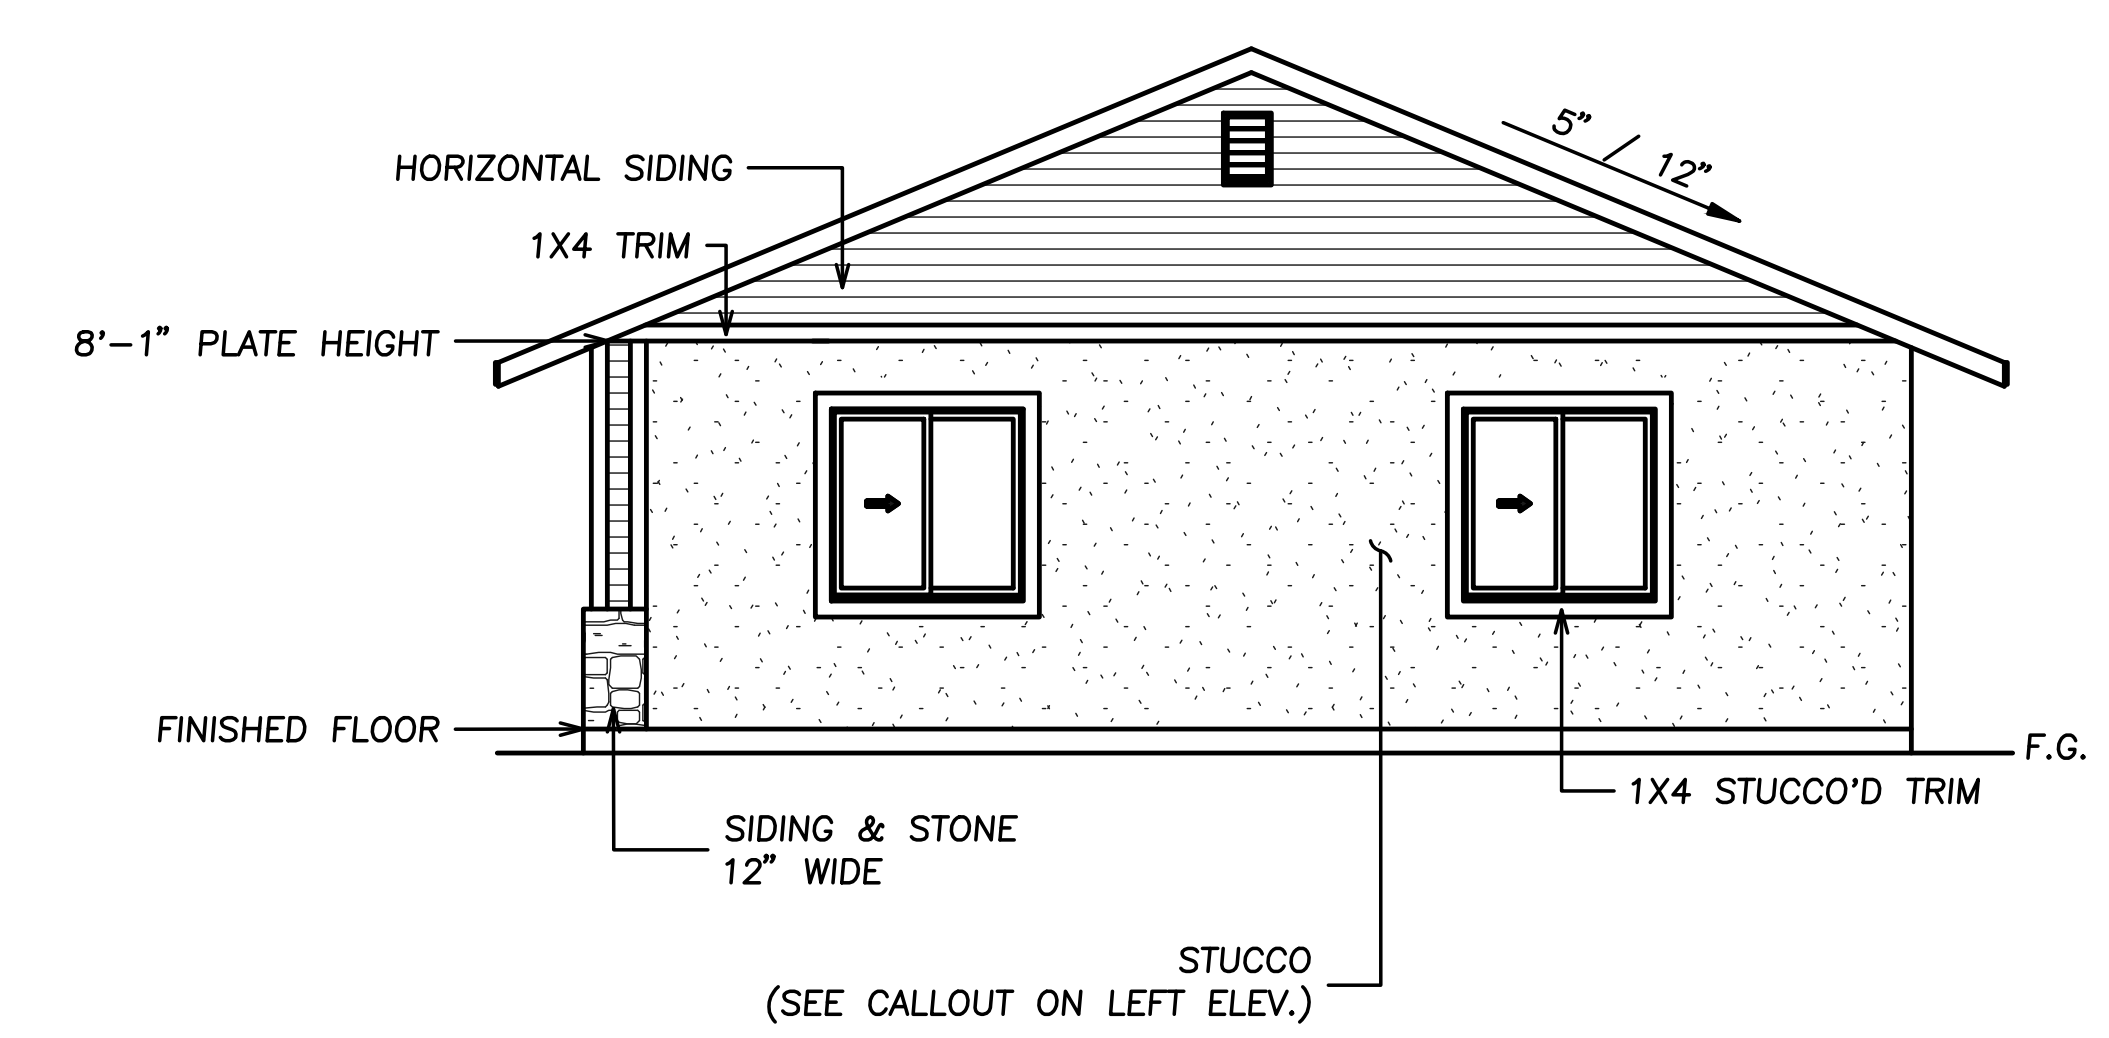 5" / 12"
HORIZONTAL SIDING
1X4 TRIM
8'-1" PLATE HEIGHT
FINISHED FLOOR
F.G.
1X4 STUCCO'D TRIM
SIDING & STONE
12" WIDE
STUCCO
(SEE CALLOUT ON LEFT ELEV.)